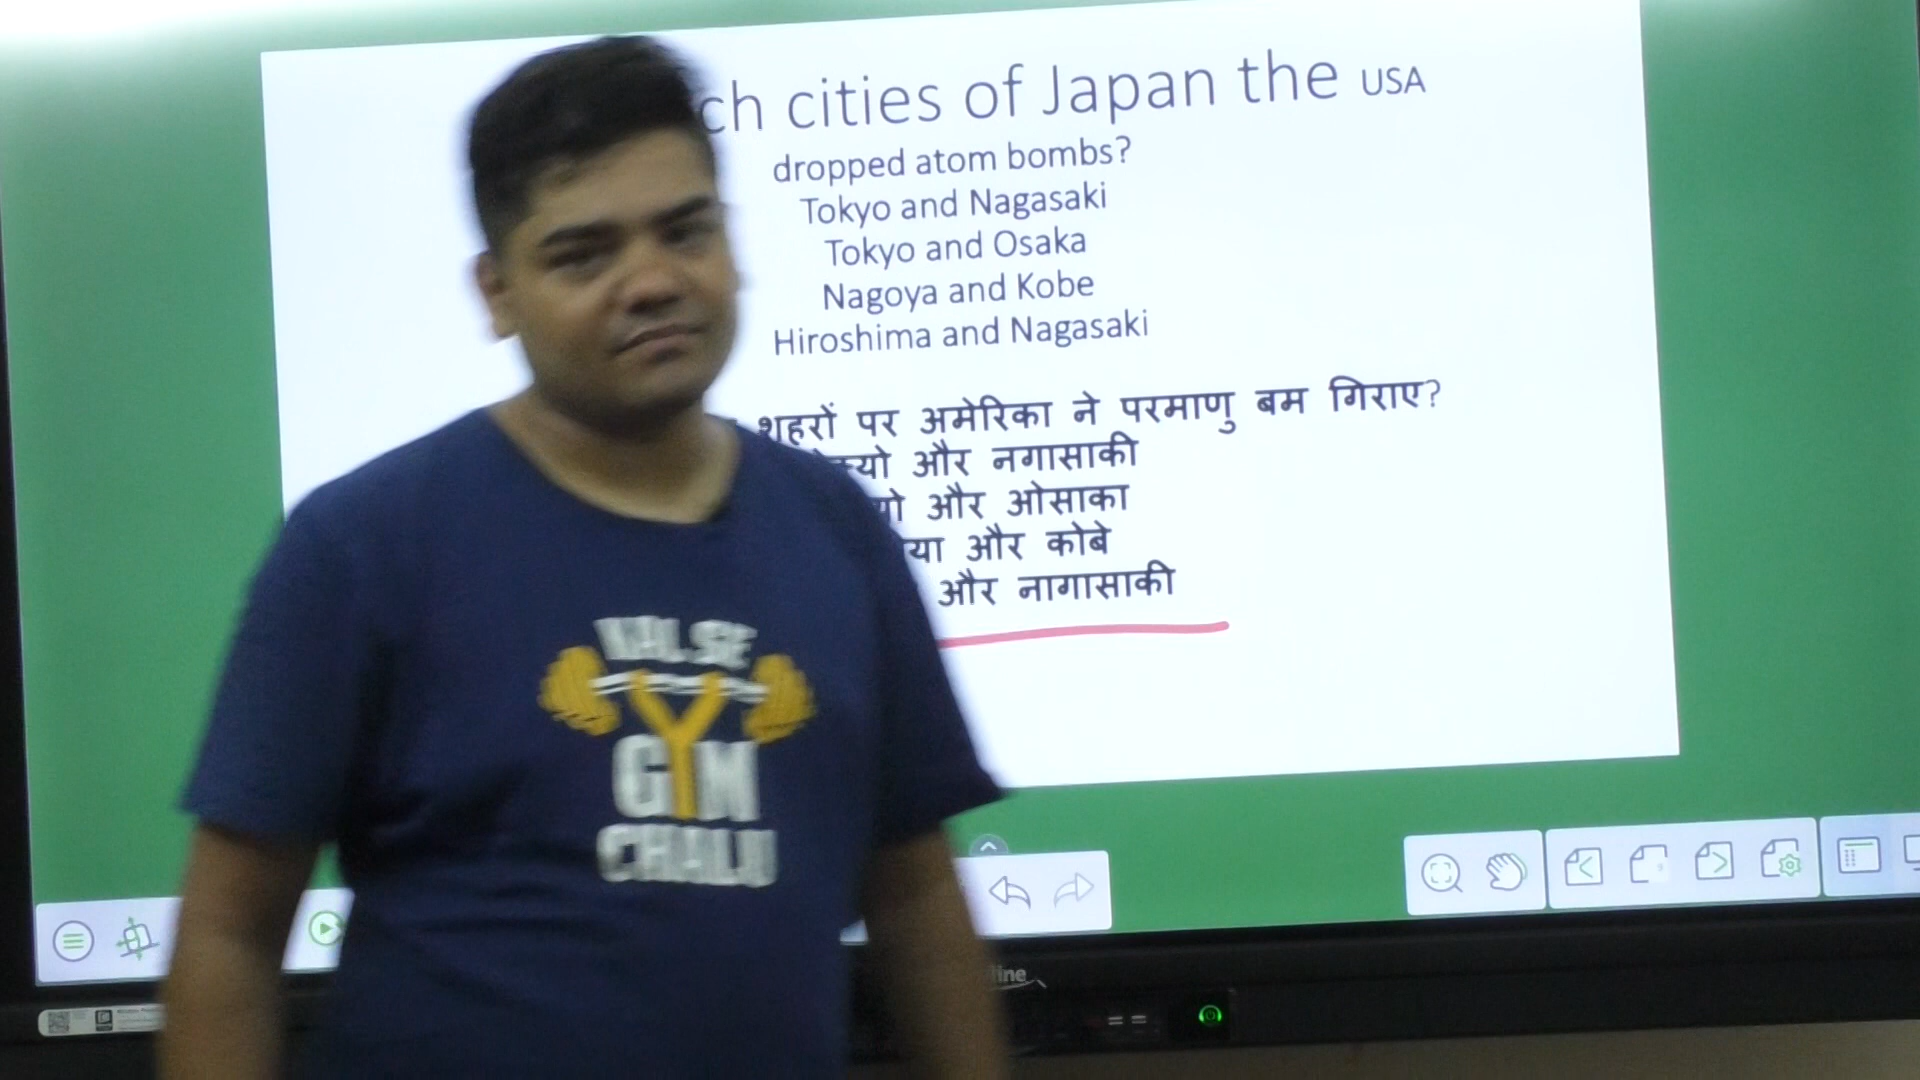 cities of Japan the USA
dropped atom bombs?
Tokyo and Nagasaki
Tokyo and Osaka
Nagoya and Kobe
Hiroshima and Nagasaki
शहरों पर अमेरिका ने परमाणु बम गिराए?
और नगासाकी
और ओसाका
और कोबे
और नागासाकी
KALSE
GYM
CHALU